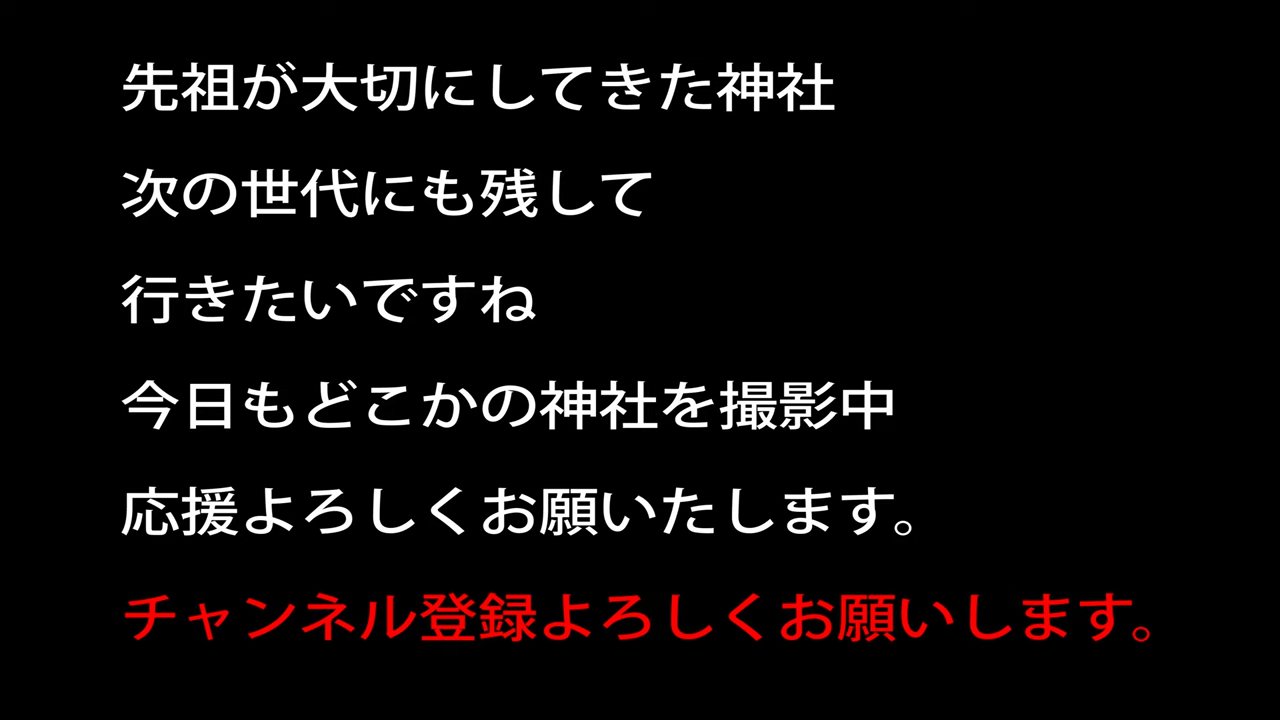 先祖が大切にしてきた神社
次の世代にも残して
行きたいですね
今日もどこかの神社を撮影中
応援よろしくお願いたします。
チャンネル登録よろしくお願いします。